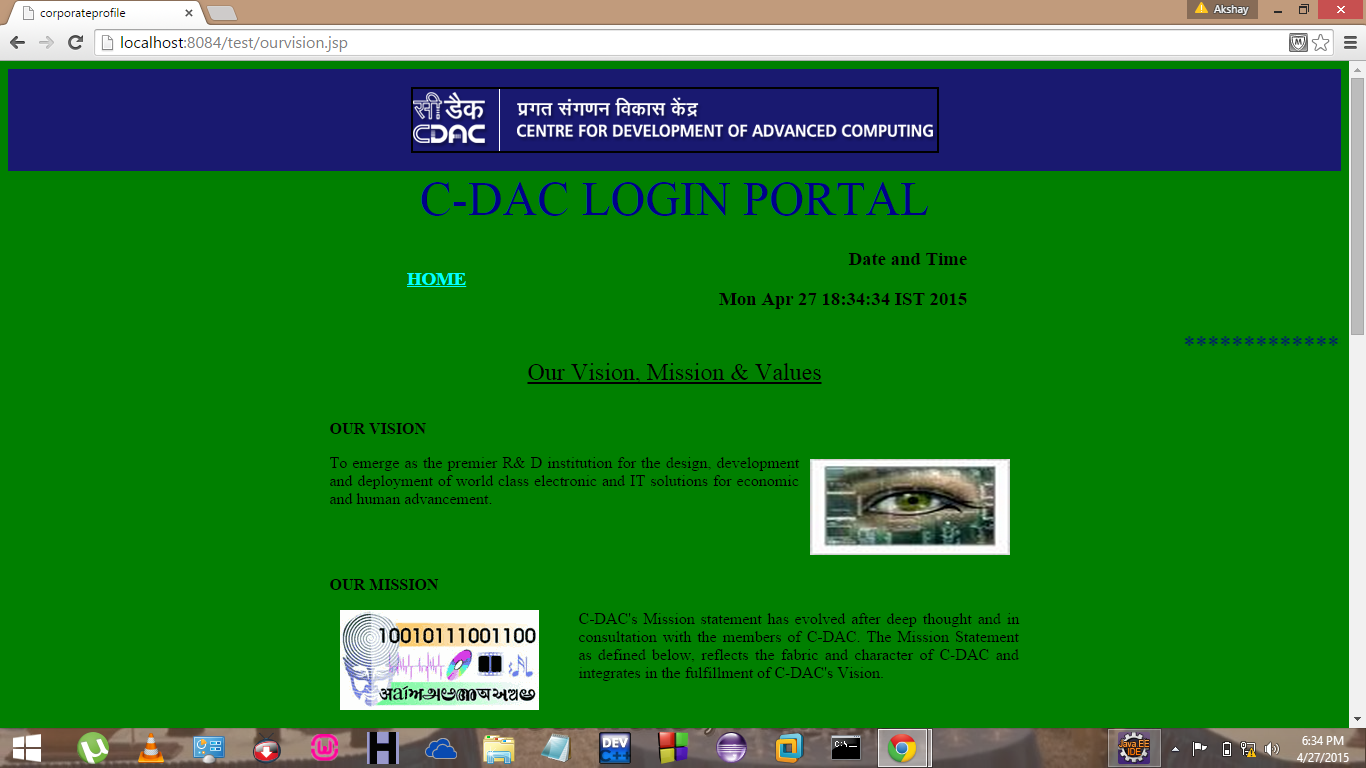 corporateprofile
Akshay
localhost:8084/test/ourvision.jsp
सी डैक
CDAC
प्रगत संगणन विकास केंद्र
CENTRE FOR DEVELOPMENT OF ADVANCED COMPUTING
C-DAC LOGIN PORTAL
Date and Time
HOME
Mon Apr 27 18:34:34 IST 2015
*************
Our Vision, Mission & Values
OUR VISION
To emerge as the premier R& D institution for the design, development
and deployment of world class electronic and IT solutions for economic
and human advancement.
OUR MISSION
10010111001100
C-DAC's Mission statement has evolved after deep thought and in
consultation with the members of C-DAC. The Mission Statement
as defined below, reflects the fabric and character of C-DAC and
integrates in the fulfillment of C-DAC's Vision.
DEV
C++
C:\_
Java EE
IDE
6:34 PM
4/27/2015